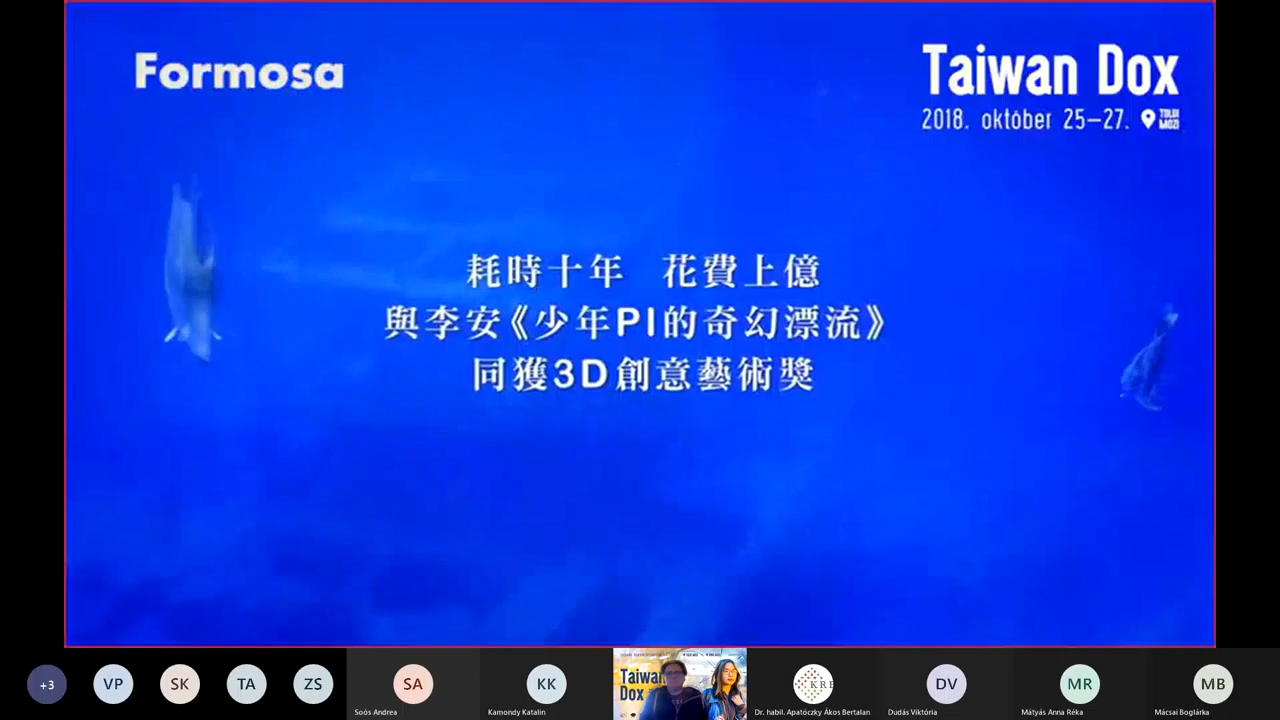 Formosa
Taiwan Dox
2018. október 25–27. TOLDI MOZI
耗時十年 花費上億
與李安《少年PI的奇幻漂流》
同獲3D創意藝術獎
+3
VP
SK
TA
ZS
SA
Soós Andrea
KK
Kamondy Katalin
Taiwan
Dox
KRE
Dr. habil. Apatóczky Ákos Bertalan
DV
Dudás Viktória
MR
Mátyás Anna Réka
MB
Mácsai Boglárka